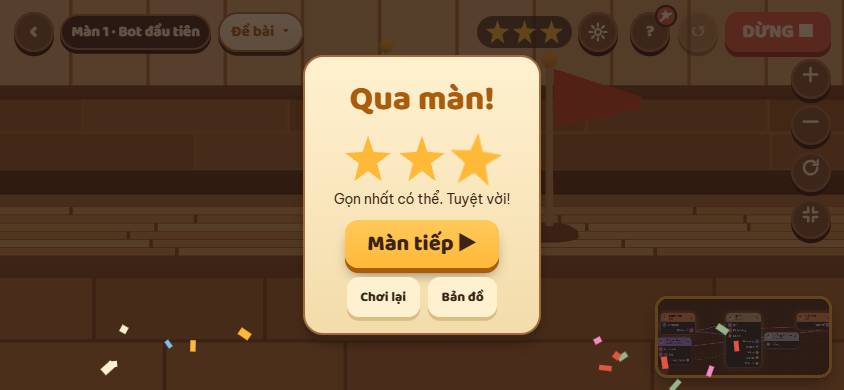 Màn 1 · Bot đầu tiên
Đề bài
?
DỪNG
Qua màn!
Gọn nhất có thể. Tuyệt vời!
Màn tiếp
Chơi lại
Bản đồ